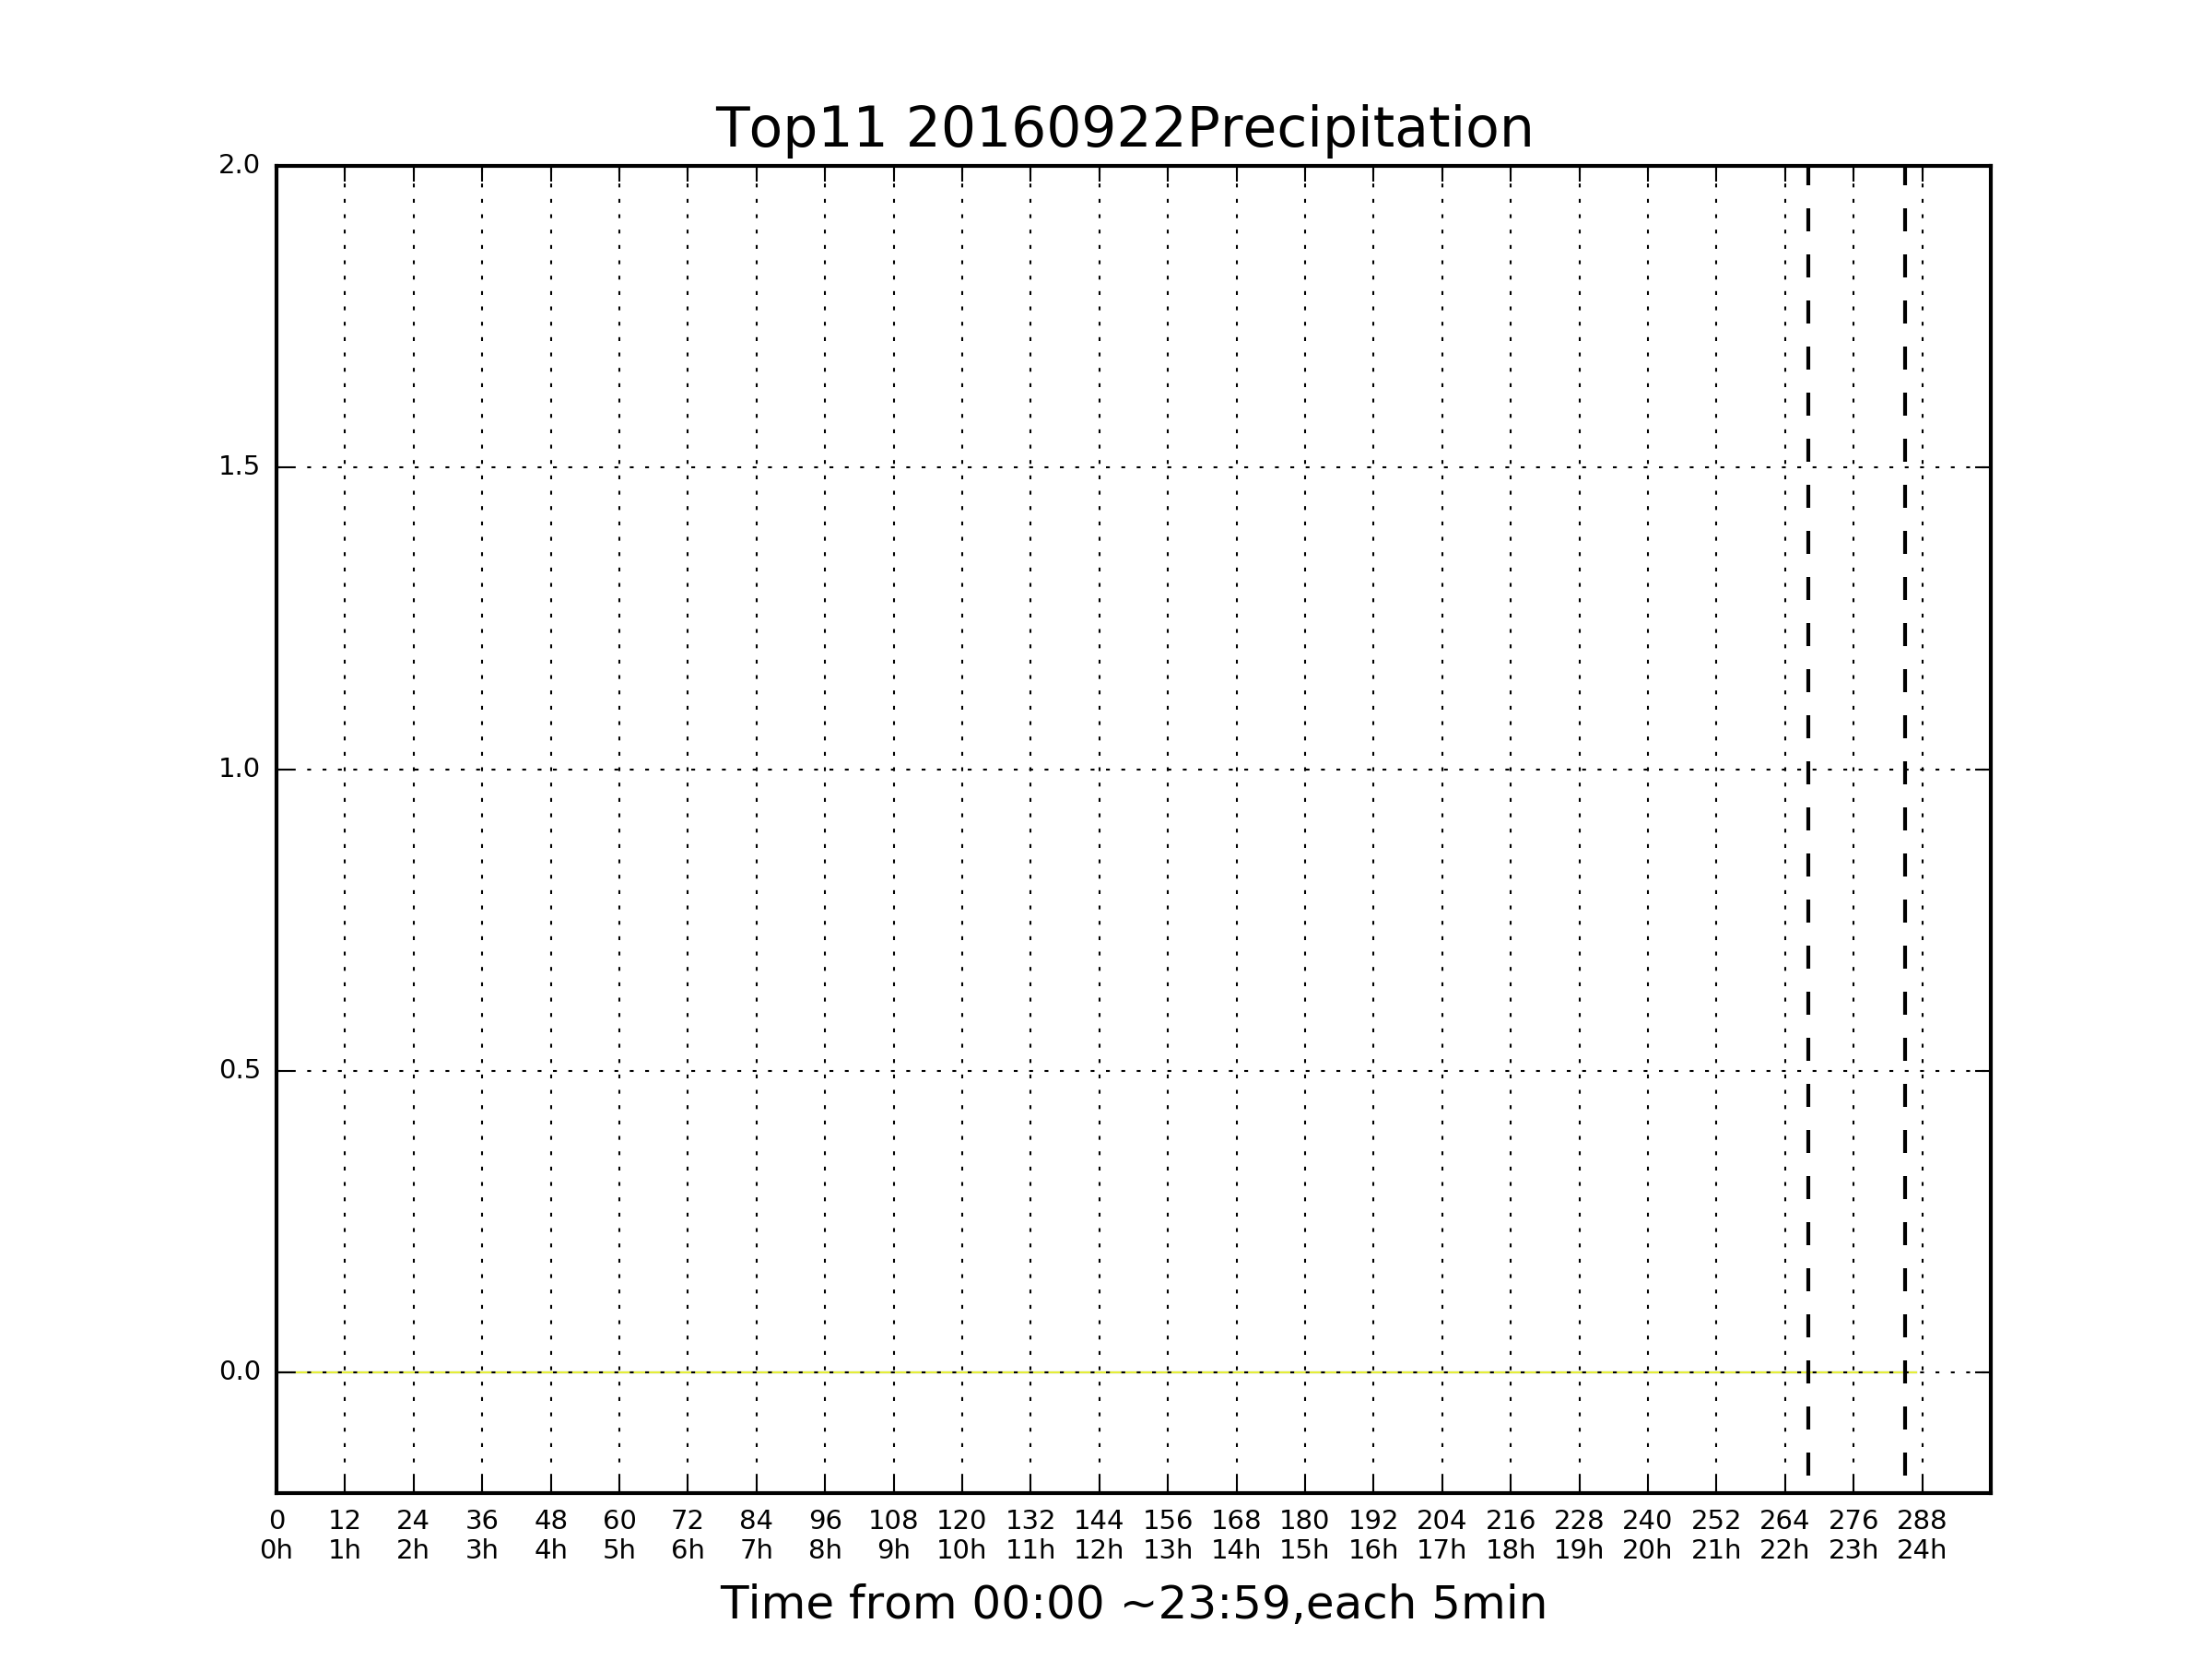 Top11 20160922Precipitation
2.0
1.5
1.0
0.5
0.0
0 12 24 36 48 60 72 84 96 108 120 132 144 156 168 180 192 204 216 228 240 252 264 276 288
0h 1h 2h 3h 4h 5h 6h 7h 8h 9h 10h 11h 12h 13h 14h 15h 16h 17h 18h 19h 20h 21h 22h 23h 24h
Time from 00:00 ~23:59,each 5min